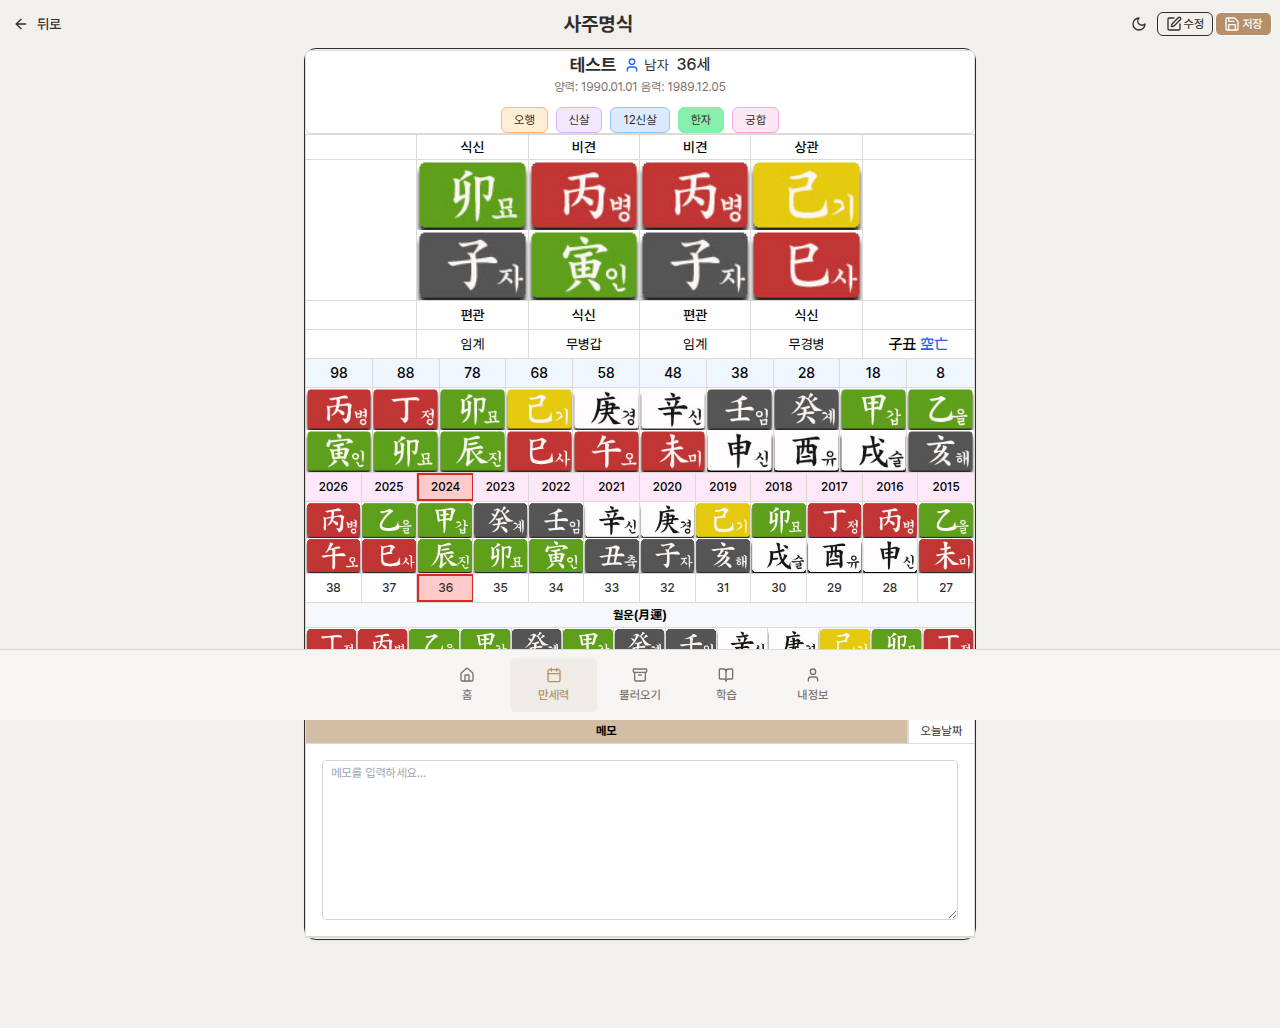 뒤로
사주명식
수정
저장
테스트 남자 36세
양력: 1990.01.01 음력: 1989.12.05
오행 신살 12신살 한자 궁합
식신 비견 비견 상관
卯묘 丙병 丙병 己기
子자 寅인 子자 巳사
편관 식신 편관 식신
임계 무병갑 임계 무경병 子丑 空亡
98 88 78 68 58 48 38 28 18 8
丙병 丁정 卯묘 己기 庚경 辛신 壬임 癸계 甲갑 乙을
寅인 卯묘 辰진 巳사 午오 未미 申신 酉유 戌술 亥해
2026 2025 2024 2023 2022 2021 2020 2019 2018 2017 2016 2015
丙병 乙을 甲갑 癸계 壬임 辛신 庚경 己기 卯묘 丁정 丙병 乙을
午오 巳사 辰진 卯묘 寅인 丑축 子자 亥해 戌술 酉유 申신 未미
38 37 36 35 34 33 32 31 30 29 28 27
월운(月運)
홈 만세력 불러오기 학습 내정보
메모 오늘날짜
메모를 입력하세요...